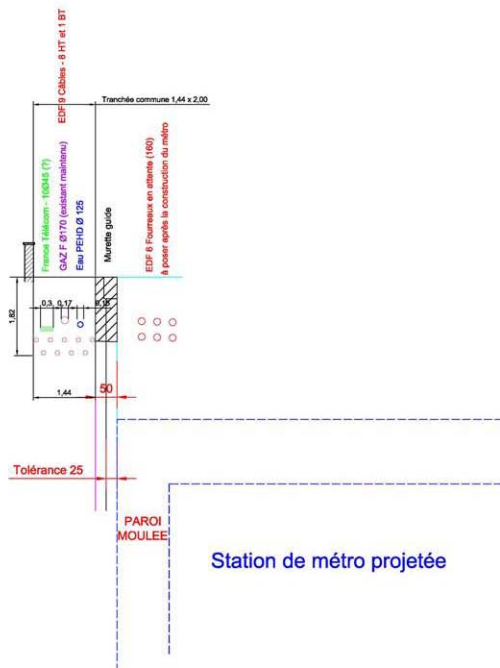 EDF 9 Câbles - 8 HT et 1 BT
Tranchée commune 1,44 x 2,00
France Télécom - 10Ø45 (?)
GAZ F Ø170 (existant maintenu)
Eau PEHD Ø 125
Murette guide
EDF 6 Fourreaux en attente (160)
à poser après la construction du métro
0,3
0,17
0,15
1,62
1,44
50
Tolérance 25
PAROI
MOULEE
Station de métro projetée